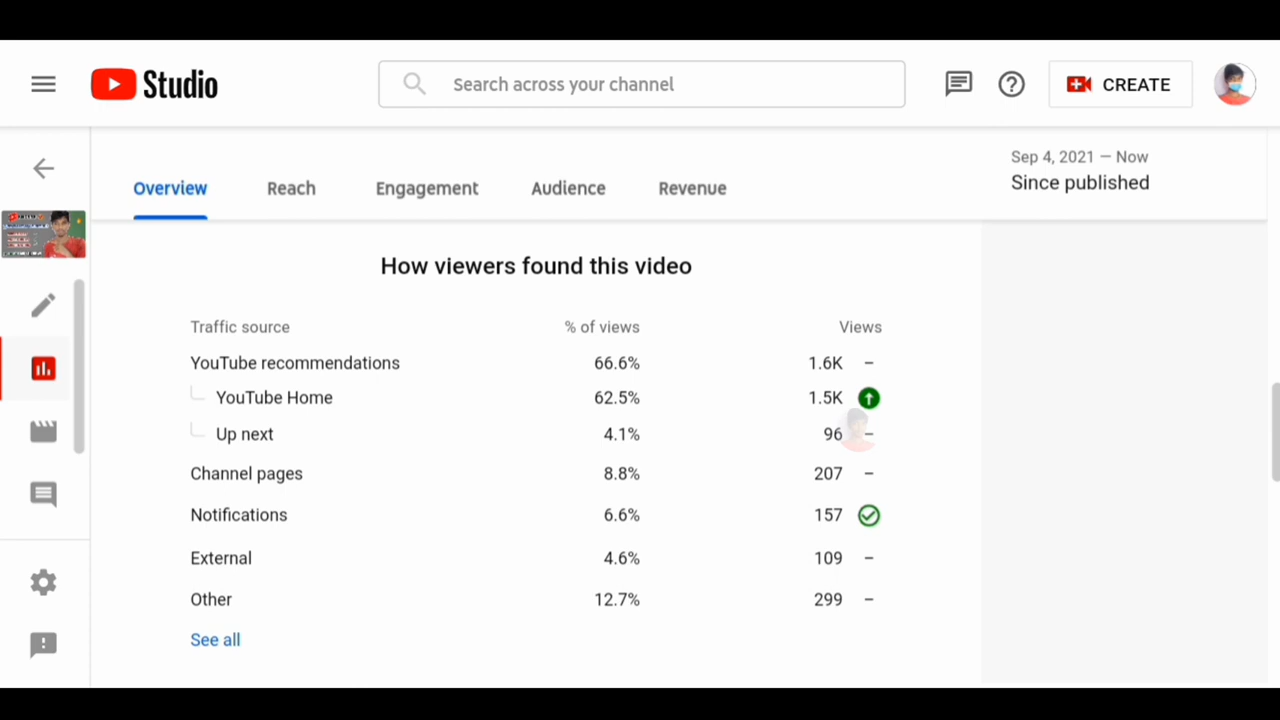 Studio
Search across your channel
CREATE
Sep 4, 2021 – Now
Since published
Overview Reach Engagement Audience Revenue
How viewers found this video
Traffic source % of views Views
YouTube recommendations 66.6% 1.6K –
YouTube Home 62.5% 1.5K
Up next 4.1% 96 –
Channel pages 8.8% 207 –
Notifications 6.6% 157
External 4.6% 109 –
Other 12.7% 299 –
See all